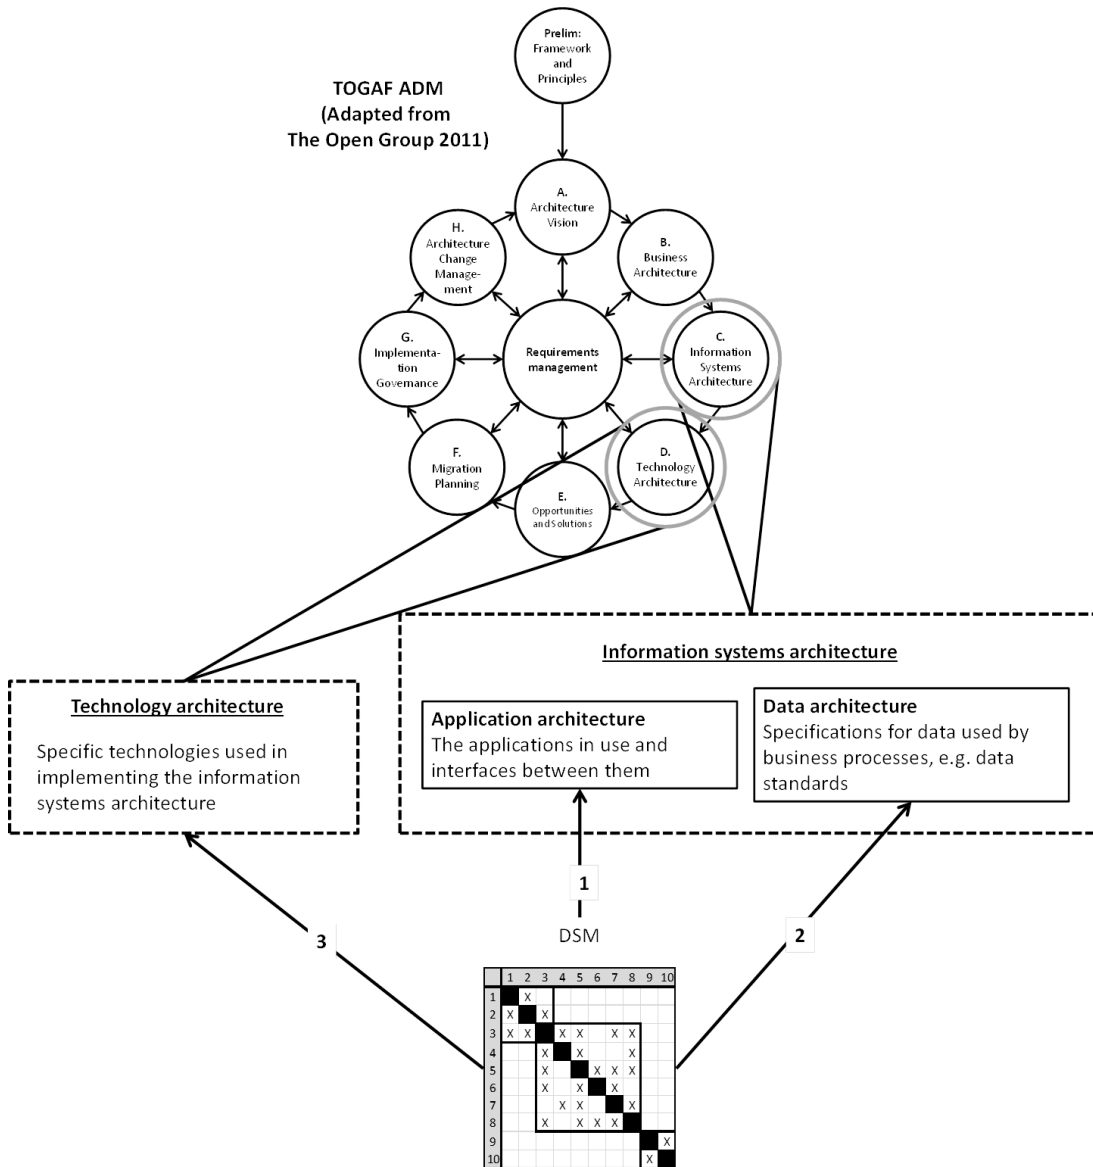 Prelim:
Framework
and
Principles
TOGAF ADM
(Adapted from
The Open Group 2011)
A.
Architecture
Vision
H.
Architecture
Change
Manage-
ment
B.
Business
Architecture
G.
Implementa-
tion
Governance
Requirements
management
C.
Information
Systems
Architecture
F.
Migration
Planning
D.
Technology
Architecture
E.
Opportunities
and Solutions
Information systems architecture
Technology architecture
Specific technologies used in
implementing the information
systems architecture
Application architecture
The applications in use and
interfaces between them
Data architecture
Specifications for data used by
business processes, e.g. data
standards
1
3
2
DSM
1 2 3 4 5 6 7 8 9 10
1 X
2 X X
3 X X X X X X
4 X X X
5 X X X X
6 X X X
7 X X X
8 X X X X
9 X
10 X